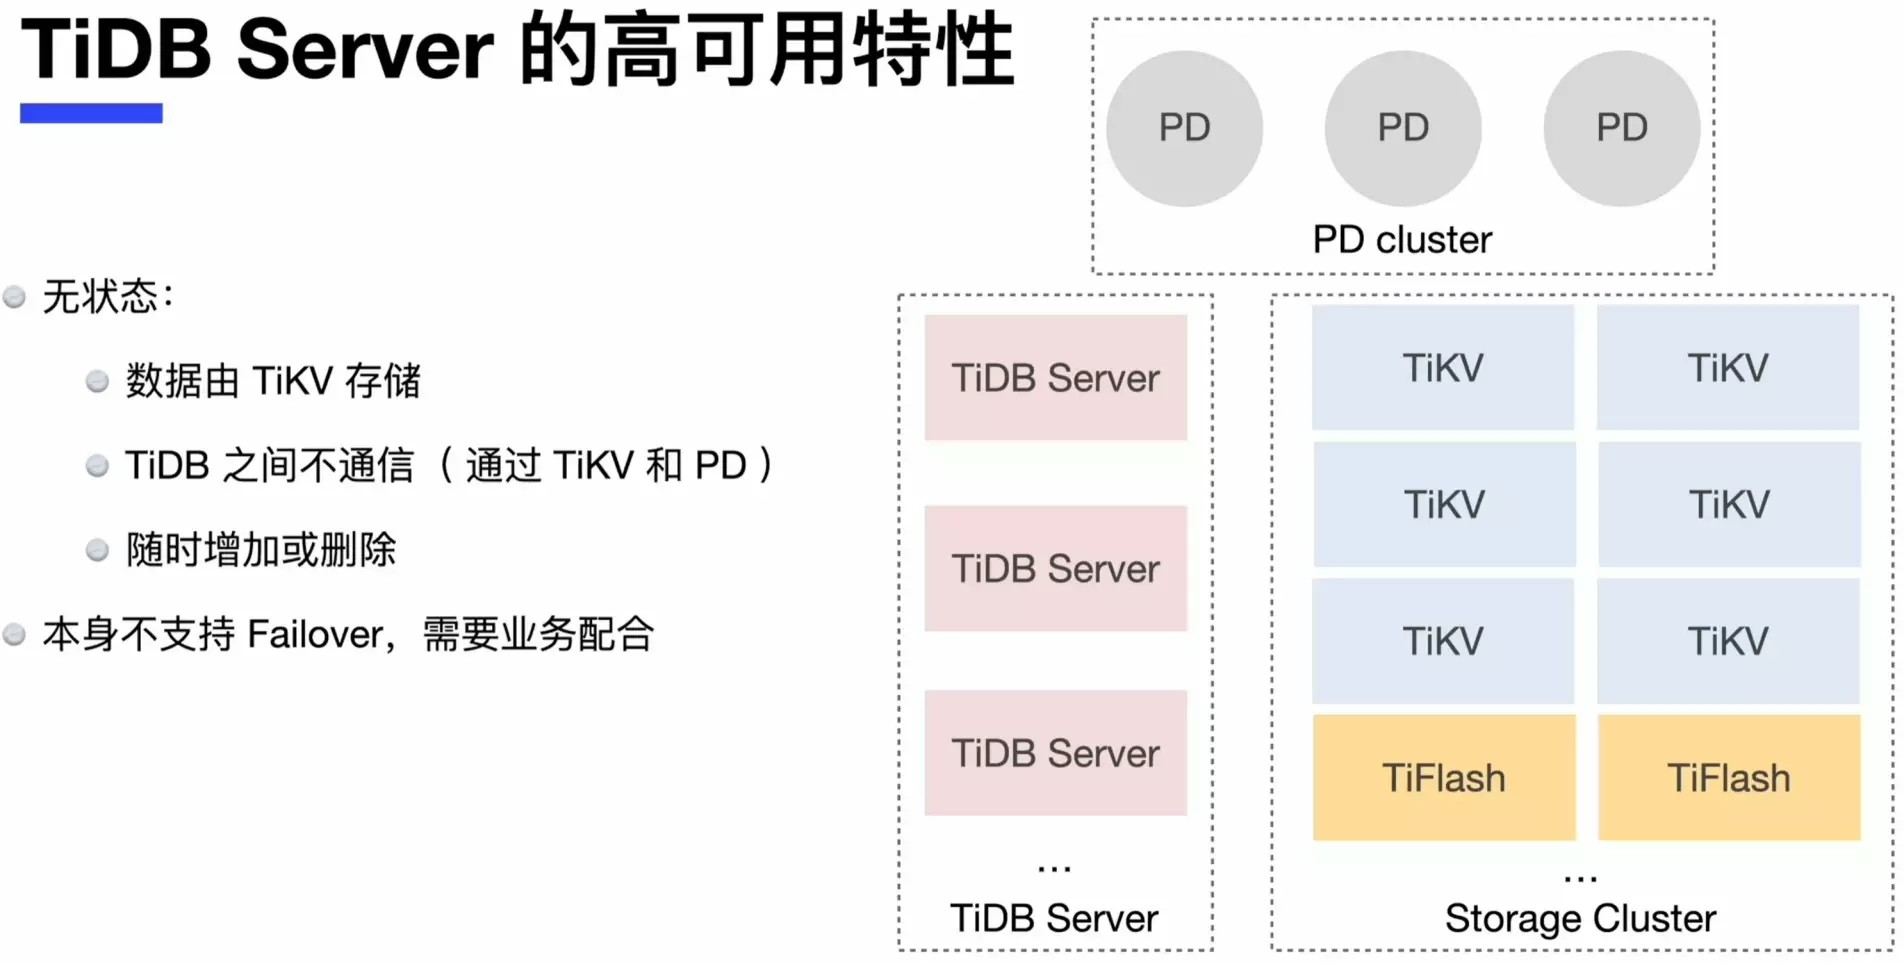 TiDB Server 的高可用特性
无状态：
数据由 TiKV 存储
TiDB 之间不通信（通过 TiKV 和 PD）
随时增加或删除
本身不支持 Failover，需要业务配合
PD
PD
PD
PD cluster
TiDB Server
TiDB Server
TiDB Server
...
TiDB Server
TiKV
TiKV
TiKV
TiKV
TiKV
TiKV
TiFlash
TiFlash
...
Storage Cluster